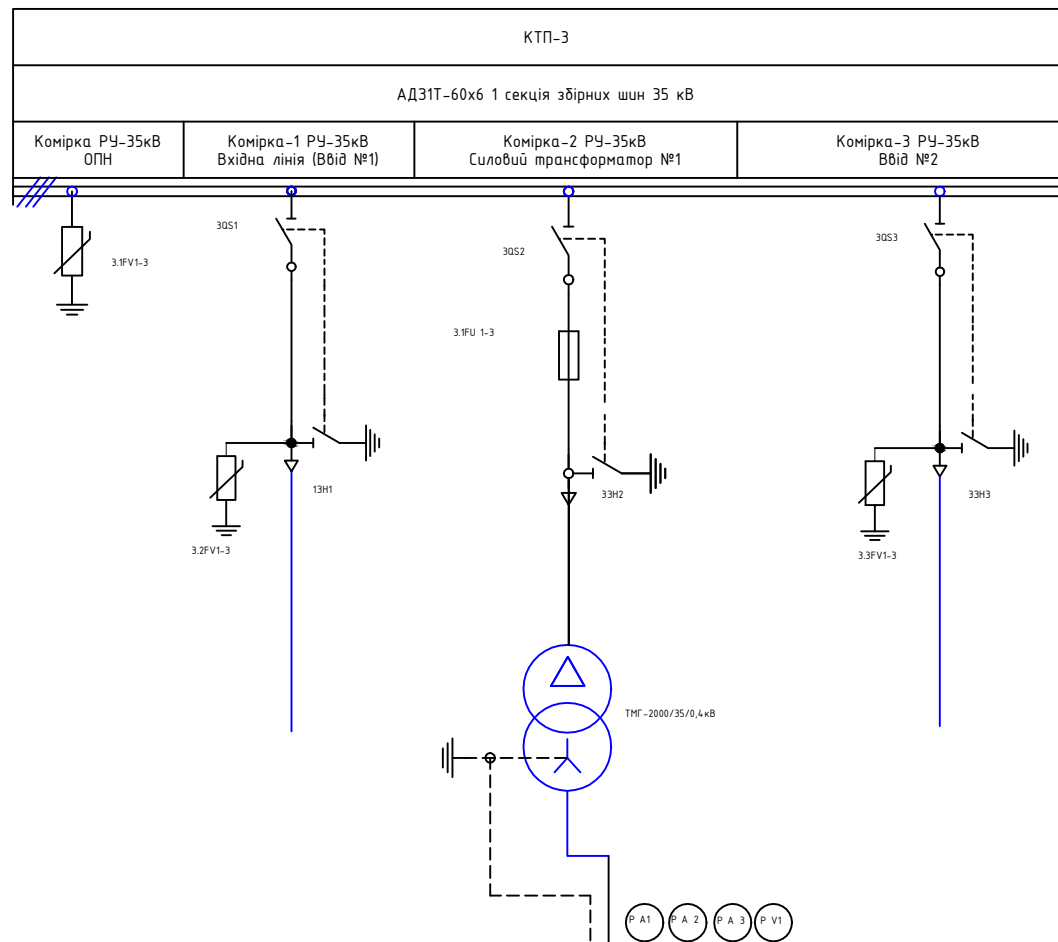 КТП-3
АД31Т-60х6 1 секція збірних шин 35 кВ
Комірка РУ-35кВ
ОПН
Комірка-1 РУ-35кВ
Вхідна лінія (Ввід №1)
Комірка-2 РУ-35кВ
Силовий трансформатор №1
Комірка-3 РУ-35кВ
Ввід №2
3QS1
3QS2
3QS3
3.1FV1-3
3.1FU 1-3
13Н1
33Н2
33Н3
3.2FV1-3
3.3FV1-3
ТМГ-2000/35/0,4кВ
P A1
P A 2
P A 3
P V1